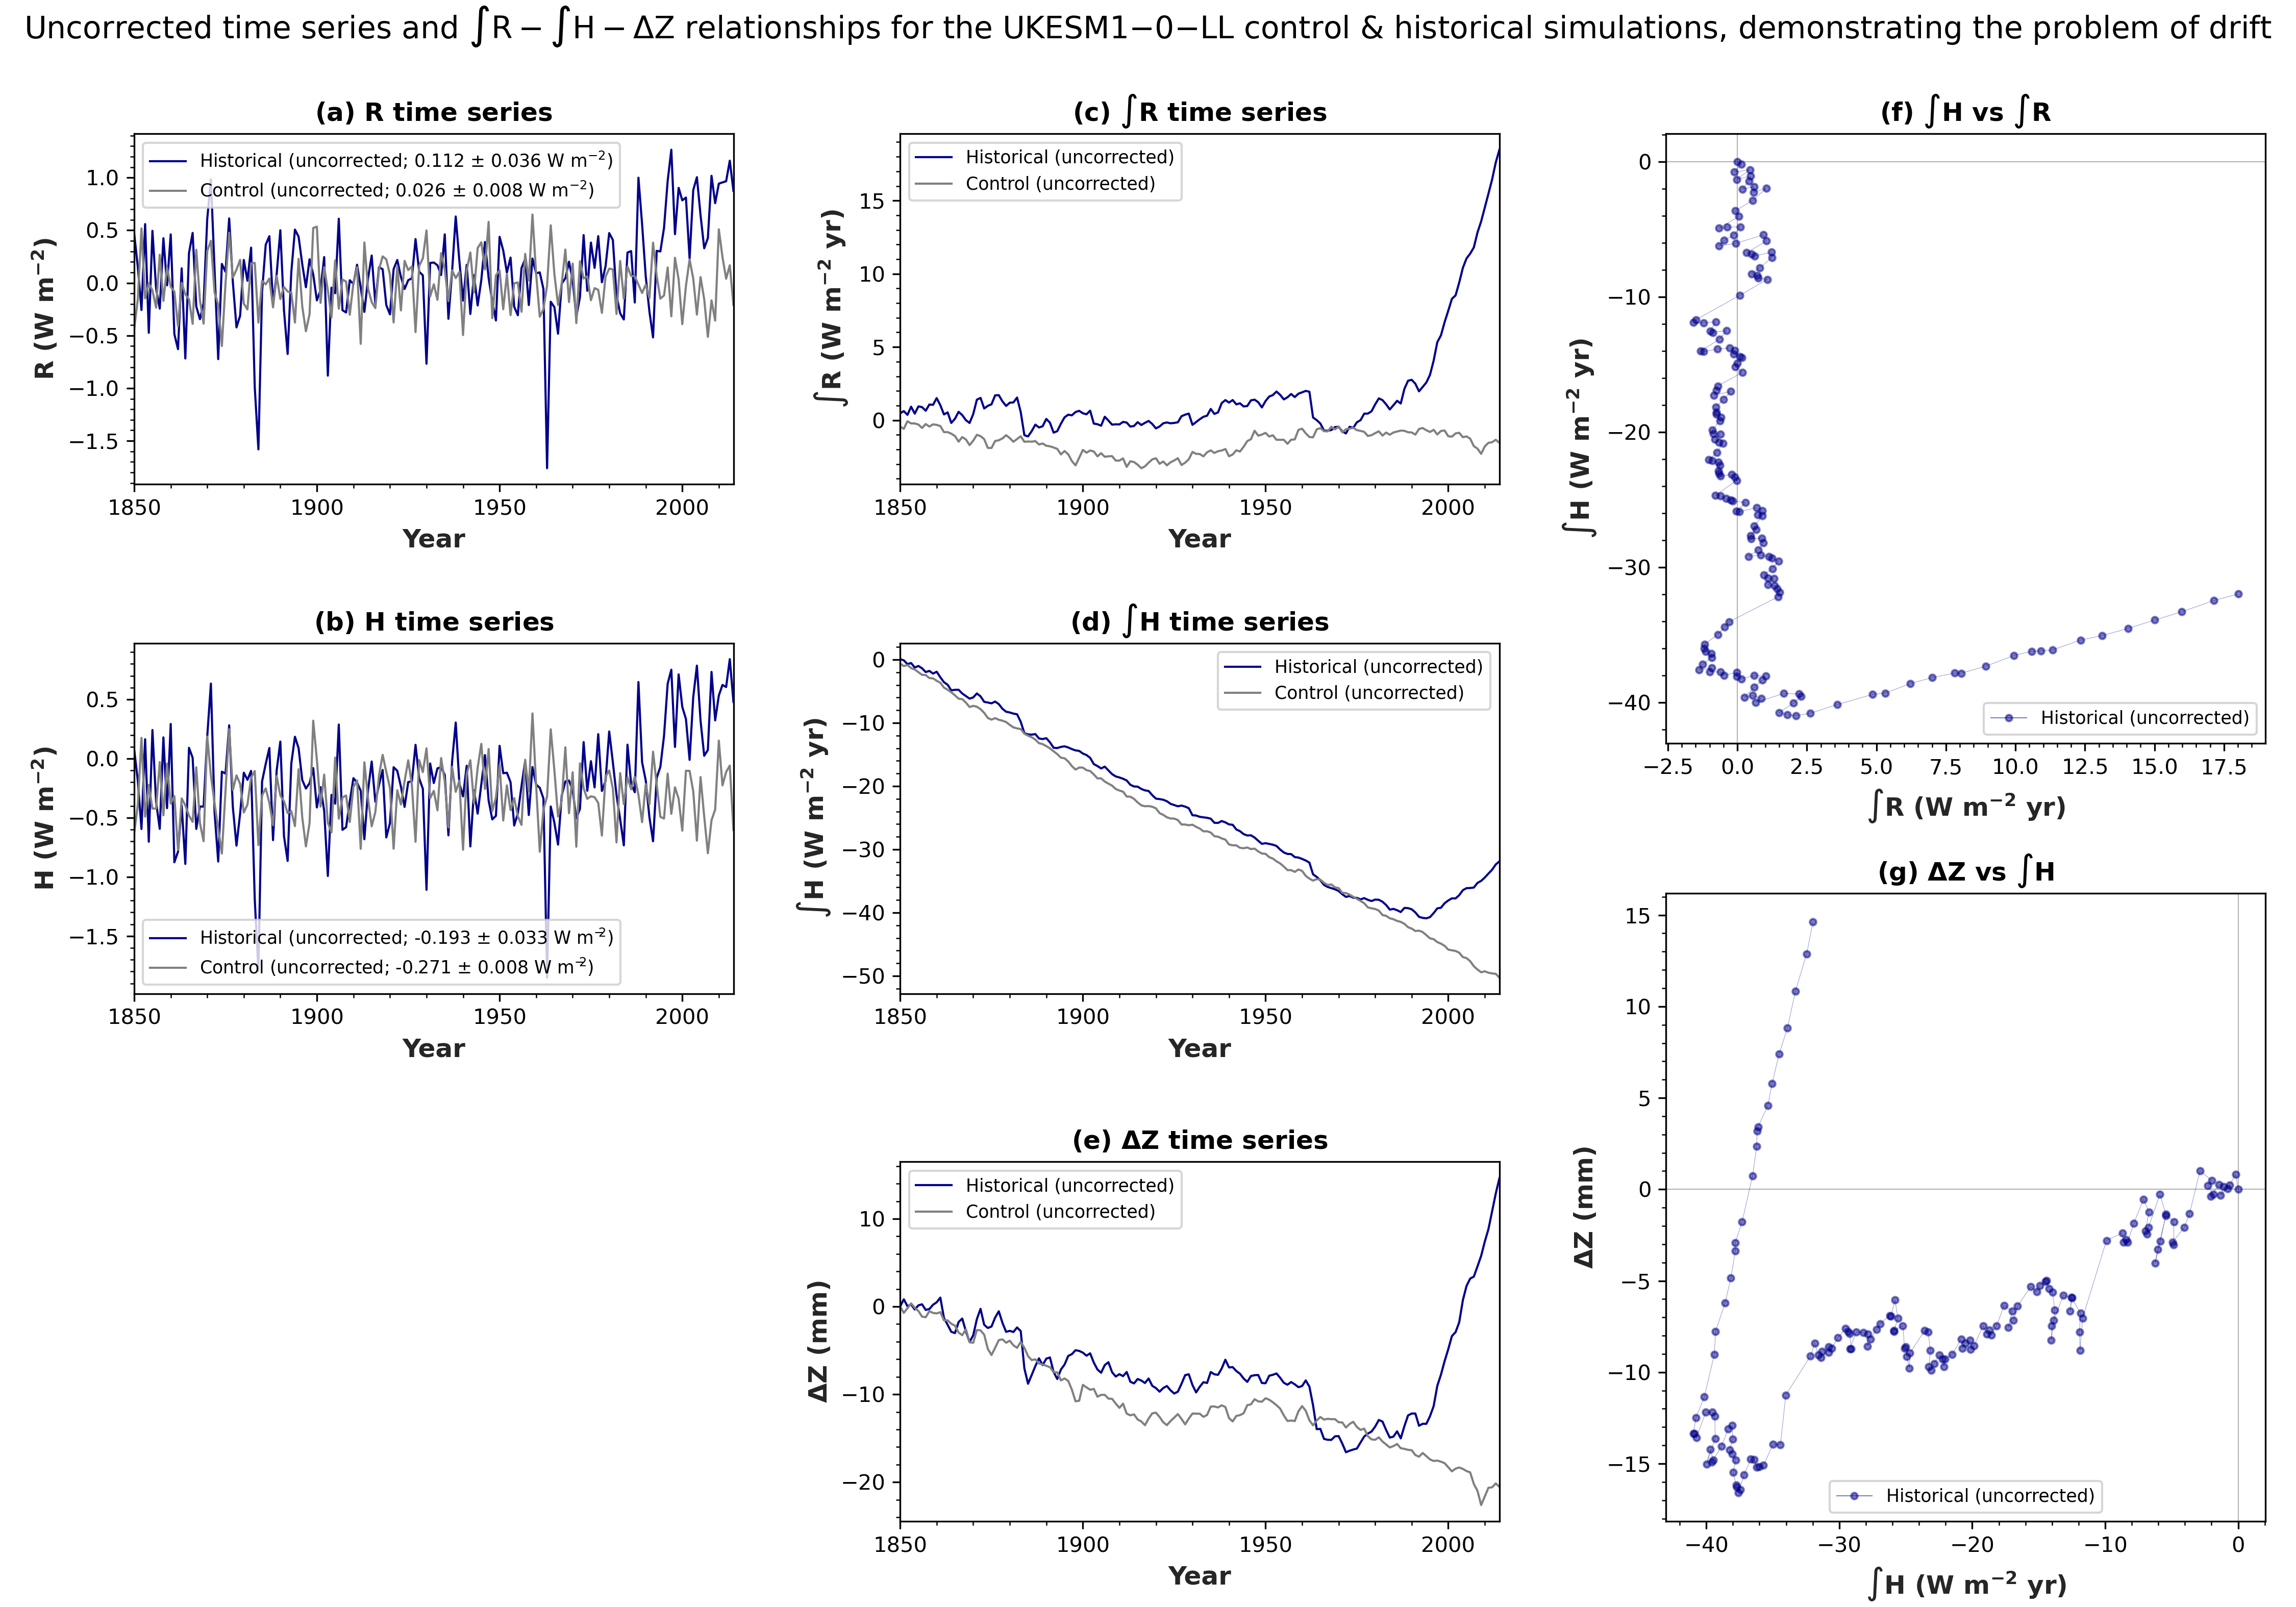 Uncorrected time series and ∫R − ∫H − ΔZ relationships for the UKESM1−0−LL control & historical simulations, demonstrating the problem of drift
(a) R time series
Historical (uncorrected; 0.112 ± 0.036 W m⁻²)
Control (uncorrected; 0.026 ± 0.008 W m⁻²)
R (W m⁻²)
1.0
0.5
0.0
−0.5
−1.0
−1.5
1850 1900 1950 2000
Year
(b) H time series
Historical (uncorrected; -0.193 ± 0.033 W m⁻²)
Control (uncorrected; -0.271 ± 0.008 W m⁻²)
H (W m⁻²)
0.5
0.0
−0.5
−1.0
−1.5
1850 1900 1950 2000
Year
(c) ∫R time series
Historical (uncorrected)
Control (uncorrected)
∫R (W m⁻² yr)
15
10
5
0
1850 1900 1950 2000
Year
(d) ∫H time series
Historical (uncorrected)
Control (uncorrected)
∫H (W m⁻² yr)
0
−10
−20
−30
−40
−50
1850 1900 1950 2000
Year
(e) ΔZ time series
Historical (uncorrected)
Control (uncorrected)
ΔZ (mm)
10
0
−10
−20
1850 1900 1950 2000
Year
(f) ∫H vs ∫R
∫H (W m⁻² yr)
0
−10
−20
−30
−40
Historical (uncorrected)
−2.5 0.0 2.5 5.0 7.5 10.0 12.5 15.0 17.5
∫R (W m⁻² yr)
(g) ΔZ vs ∫H
ΔZ (mm)
15
10
5
0
−5
−10
−15
Historical (uncorrected)
−40 −30 −20 −10 0
∫H (W m⁻² yr)